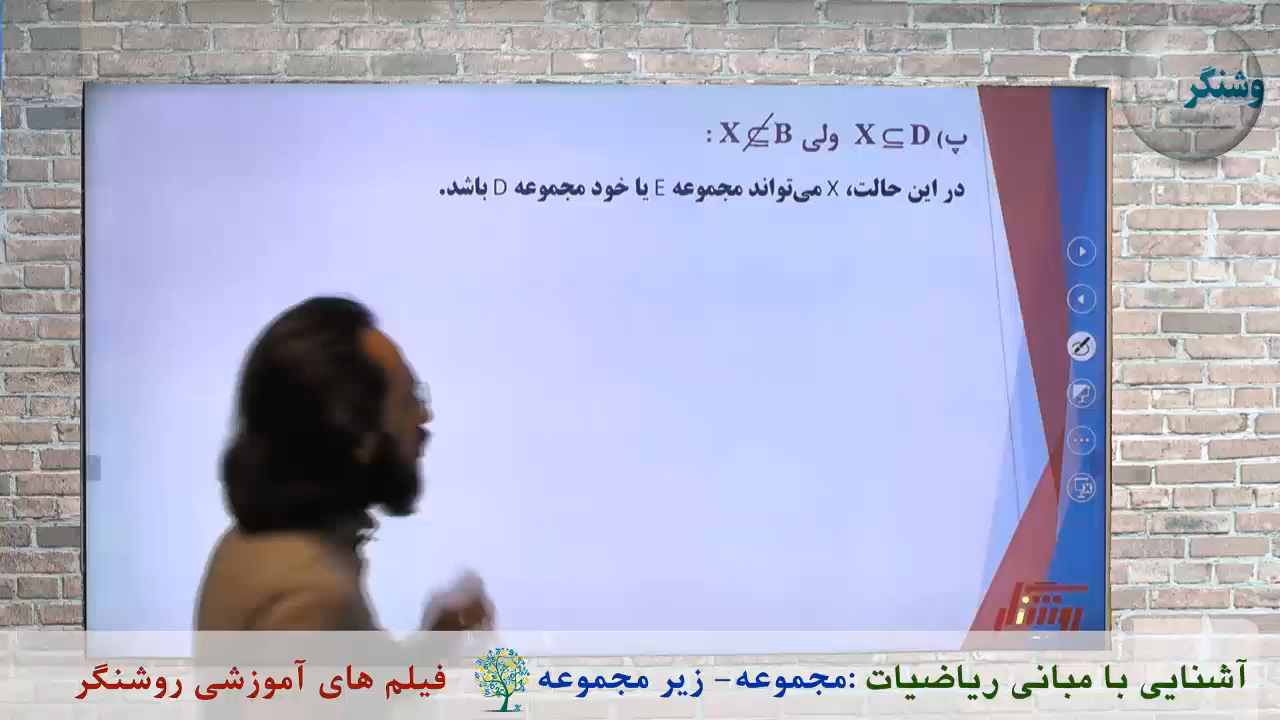 وشنگر
پ) X ⊆ D ولی X ⊈ B :
در این حالت، X می‌تواند مجموعه E یا خود مجموعه D باشد.
روشنگر
آشنایی با مبانی ریاضیات :مجموعه- زیر مجموعه فیلم های آموزشی روشنگر